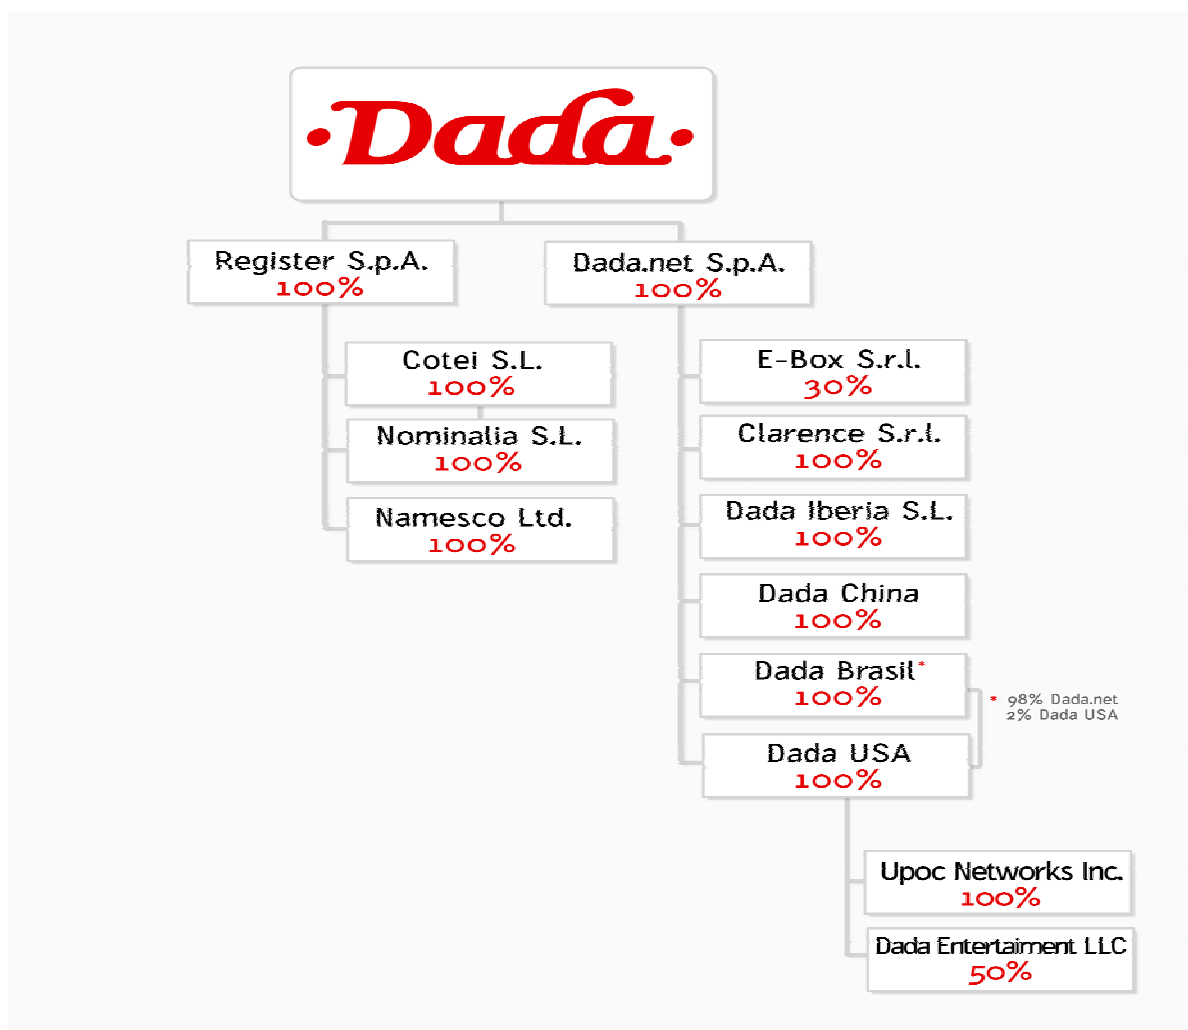 Dada
Register S.p.A.
100%
Dada.net S.p.A.
100%
Cotei S.L.
100%
Nominalia S.L.
100%
Namesco Ltd.
100%
E-Box S.r.l.
30%
Clarence S.r.l.
100%
Dada Iberia S.L.
100%
Dada China
100%
Dada Brasil*
100%
* 98% Dada.net
2% Dada USA
Dada USA
100%
Upoc Networks Inc.
100%
Dada Entertaiment LLC
50%